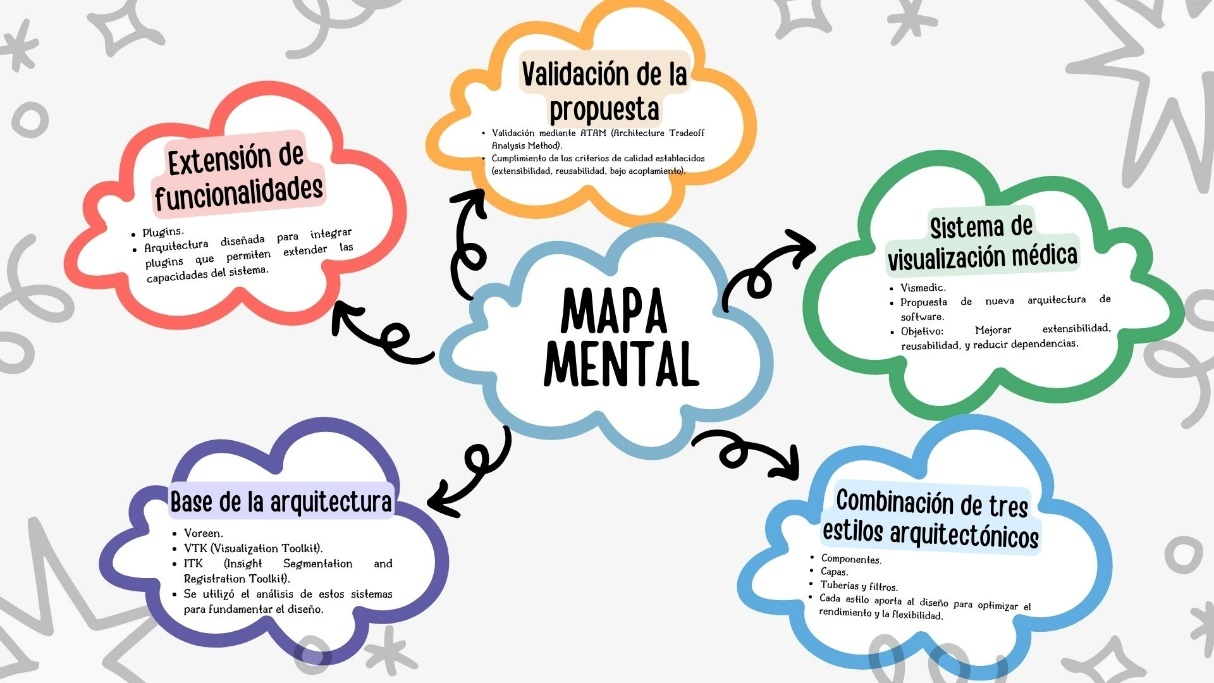 Validación de la
propuesta
• Validación mediante ATAM (Architecture Tradeoff
Analysis Method).
• Cumplimiento de los criterios de calidad establecidos
(extensibilidad, reusabilidad, bajo acoplamiento).
Extensión de
funcionalidades
• Plugins.
• Arquitectura diseñada para integrar
plugins que permiten extender las
capacidades del sistema.
Sistema de
visualización médica
• Vismedic.
• Propuesta de nueva arquitectura de
software.
• Objetivo: Mejorar extensibilidad,
reusabilidad, y reducir dependencias.
MAPA
MENTAL
Base de la arquitectura
• Voreen.
• VTK (Visualization Toolkit).
• ITK (Insight Segmentation and
Registration Toolkit).
• Se utilizó el análisis de estos sistemas
para fundamentar el diseño.
Combinación de tres
estilos arquitectónicos
• Componentes.
• Capas.
• Tuberías y filtros.
• Cada estilo aporta al diseño para optimizar el
rendimiento y la flexibilidad.